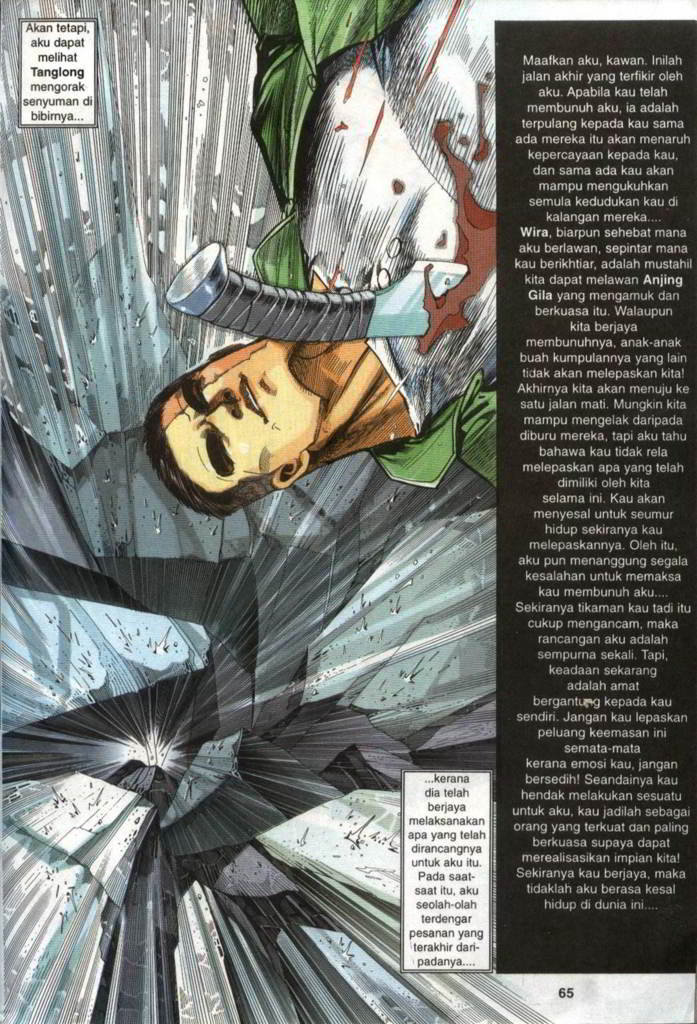 Akan tetapi,
aku dapat
melihat
Tanglong
mengorak
senyuman di
bibirnya...
...kerana
dia telah
berjaya
melaksanakan
apa yang telah
dirancangnya
untuk aku itu.
Pada saat-
saat itu, aku
seolah-olah
terdengar
pesanan yang
terakhir dari-
padanya....
Maafkan aku, kawan. Inilah
jalan akhir yang terfikir oleh
aku. Apabila kau telah
membunuh aku, ia adalah
terpulang kepada kau sama
ada mereka itu akan menaruh
kepercayaan kepada kau,
dan sama ada kau akan
mampu mengukuhkan
semula kedudukan kau di
kalangan mereka....
Wira, biarpun sehebat mana
aku berlawan, sepintar mana
kau berikhtiar, adalah mustahil
kita dapat melawan Anjing
Gila yang mengamuk dan
berkuasa itu. Walaupun
kita berjaya
membunuhnya, anak-anak
buah kumpulannya yang lain
tidak akan melepaskan kita!
Akhirnya kita akan menuju ke
satu jalan mati. Mungkin kita
mampu mengelak daripada
diburu mereka, tapi aku tahu
bahawa kau tidak rela
melepaskan apa yang telah
dimiliki oleh kita
selama ini. Kau akan
menyesal untuk seumur
hidup sekiranya kau
melepaskannya. Oleh itu,
aku pun menanggung segala
kesalahan untuk memaksa
kau membunuh aku....
Sekiranya tikaman kau tadi itu
cukup mengancam, maka
rancangan aku adalah
sempurna sekali. Tapi,
keadaan sekarang
adalah amat
bergantung kepada kau
sendiri. Jangan kau lepaskan
peluang keemasan ini
semata-mata
kerana emosi kau, jangan
bersedih! Seandainya kau
hendak melakukan sesuatu
untuk aku, kau jadilah sebagai
orang yang terkuat dan paling
berkuasa supaya dapat
merealisasikan impian kita!
Sekiranya kau berjaya, maka
tidaklah aku berasa kesal
hidup di dunia ini....
65